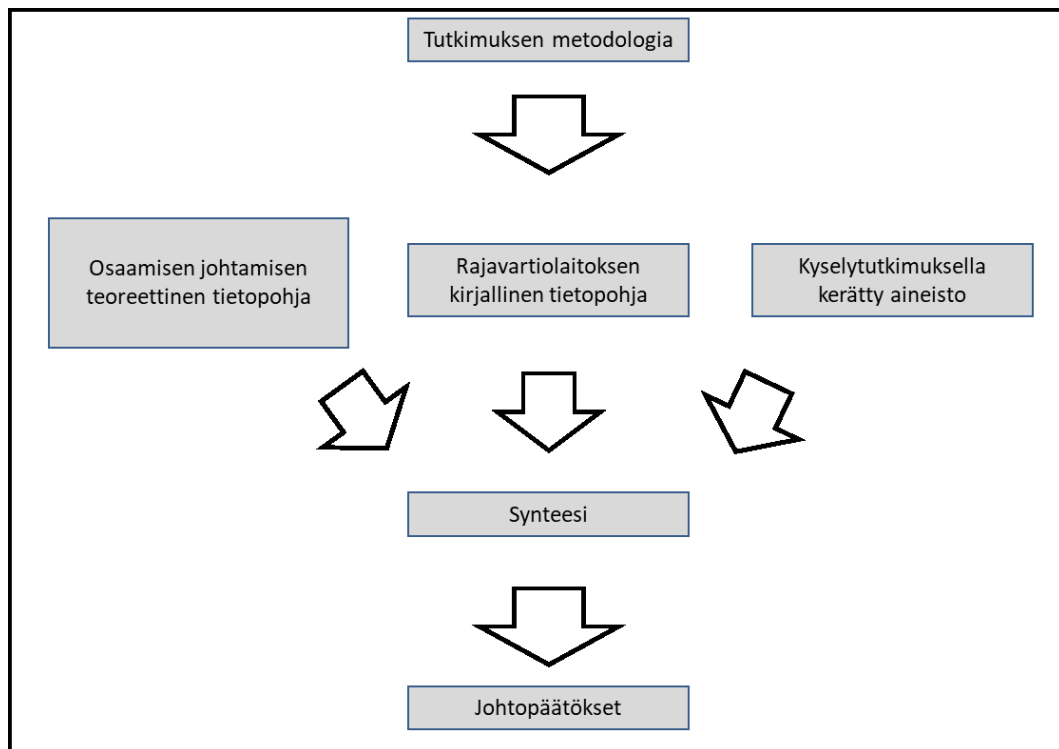 Tutkimuksen metodologia
Osaamisen johtamisen
teoreettinen tietopohja
Rajavartiolaitoksen
kirjallinen tietopohja
Kyselytutkimuksella
kerätty aineisto
Synteesi
Johtopäätökset